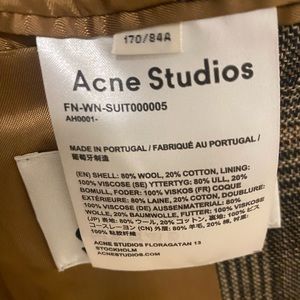 170/84A
Acne Studios
FN-WN-SUIT000005
AH0001-
MADE IN PORTUGAL / FABRIQUÉ AU PORTUGAL /
葡萄牙制造
(EN) SHELL: 80% WOOL, 20% COTTON, LINING:
100% VISCOSE (SE) YTTERTYG: 80% ULL, 20%
BOMULL, FODER: 100% VISKOS (FR) COQUE
EXTÉRIEURE: 80% LAINE, 20% COTON, DOUBLURE:
100% VISCOSE (DE) AUSSENMATERIAL: 80%
WOLLE, 20% BAUMWOLLE, FUTTER: 100% VISKOSE
(JP) 表地: 80% ウール, 20% コットン, 裏地: 100% ビス
コースレーヨン (CN) 外层: 80% 羊毛, 20% 棉, 里衬:
100% 粘胶纤维
ACNE STUDIOS FLORAGATAN 13
STOCKHOLM
ACNESTUDIOS.COM